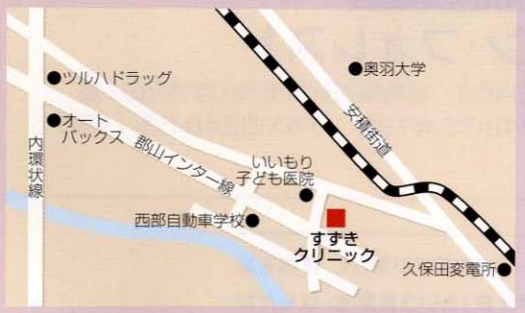 ツルハドラッグ
奥羽大学
オート
バックス
安積街道
内環状線
郡山インター線
いいもり
子ども医院
西部自動車学校
すずき
クリニック
久保田変電所